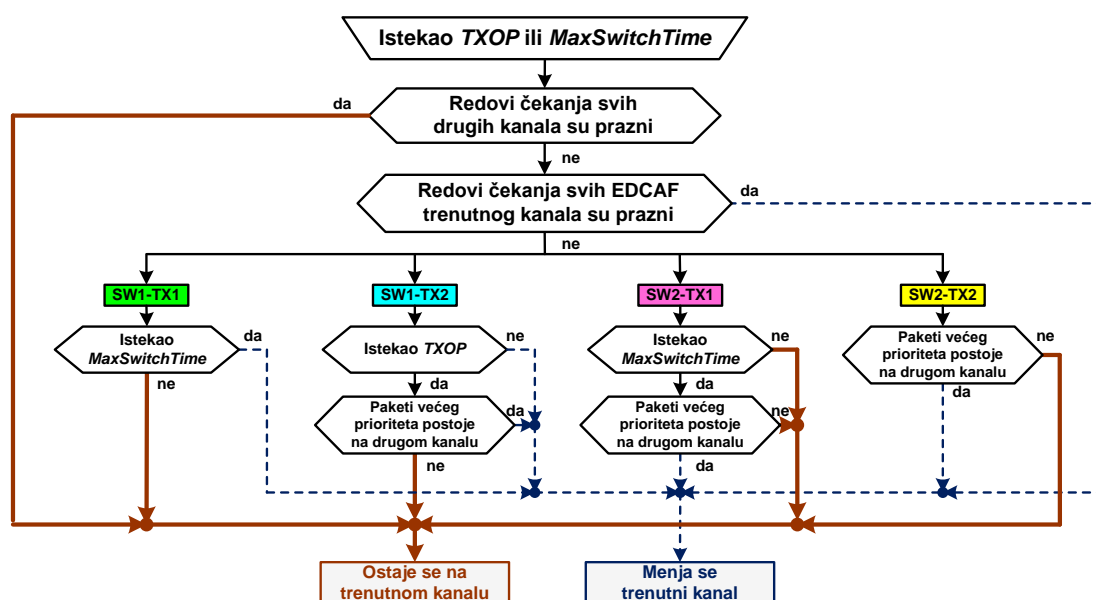 Istekao TXOP ili MaxSwitchTime
da
Redovi čekanja svih
drugih kanala su prazni
ne
Redovi čekanja svih EDCAF
trenutnog kanala su prazni
da
ne
SW1-TX1
SW1-TX2
SW2-TX1
SW2-TX2
Istekao
MaxSwitchTime
da
ne
Istekao TXOP
ne
da
Paketi većeg
prioriteta postoje
na drugom kanalu
da
ne
Istekao
MaxSwitchTime
ne
da
Paketi većeg
prioriteta postoje
na drugom kanalu
ne
da
Paketi većeg
prioriteta postoje
na drugom kanalu
ne
da
Ostaje se na
trenutnom kanalu
Menja se
trenutni kanal